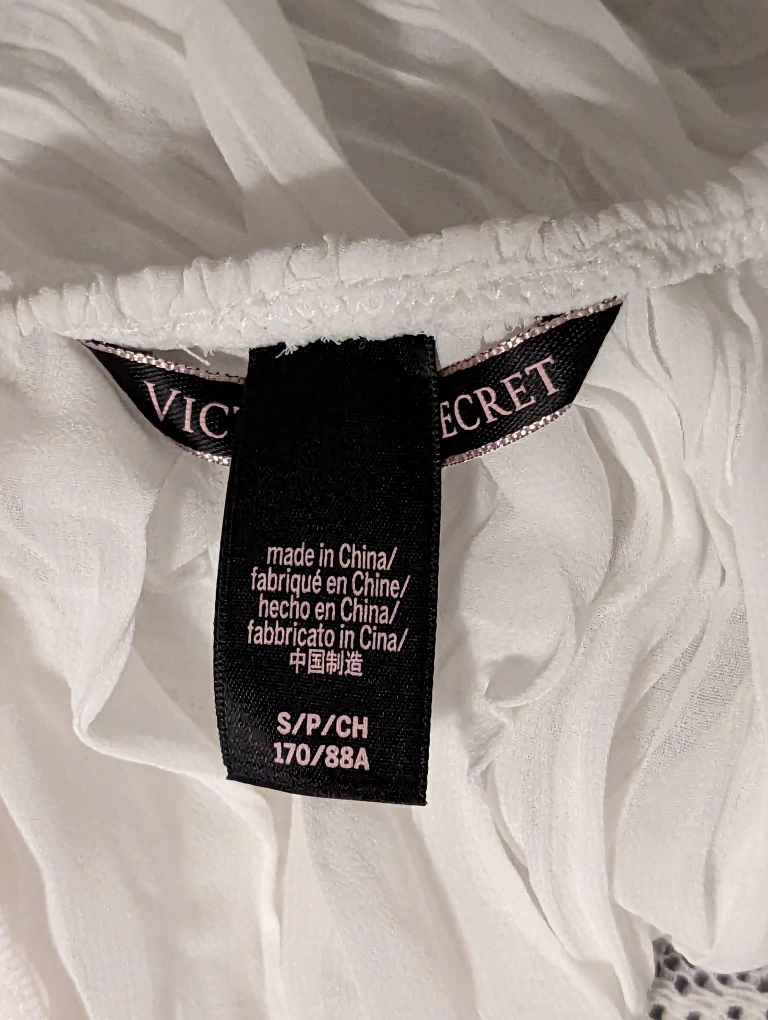 VIC ECRET
made in China/
fabriqué en Chine/
hecho en China/
fabbricato in Cina/
中国制造
S/P/CH
170/88A